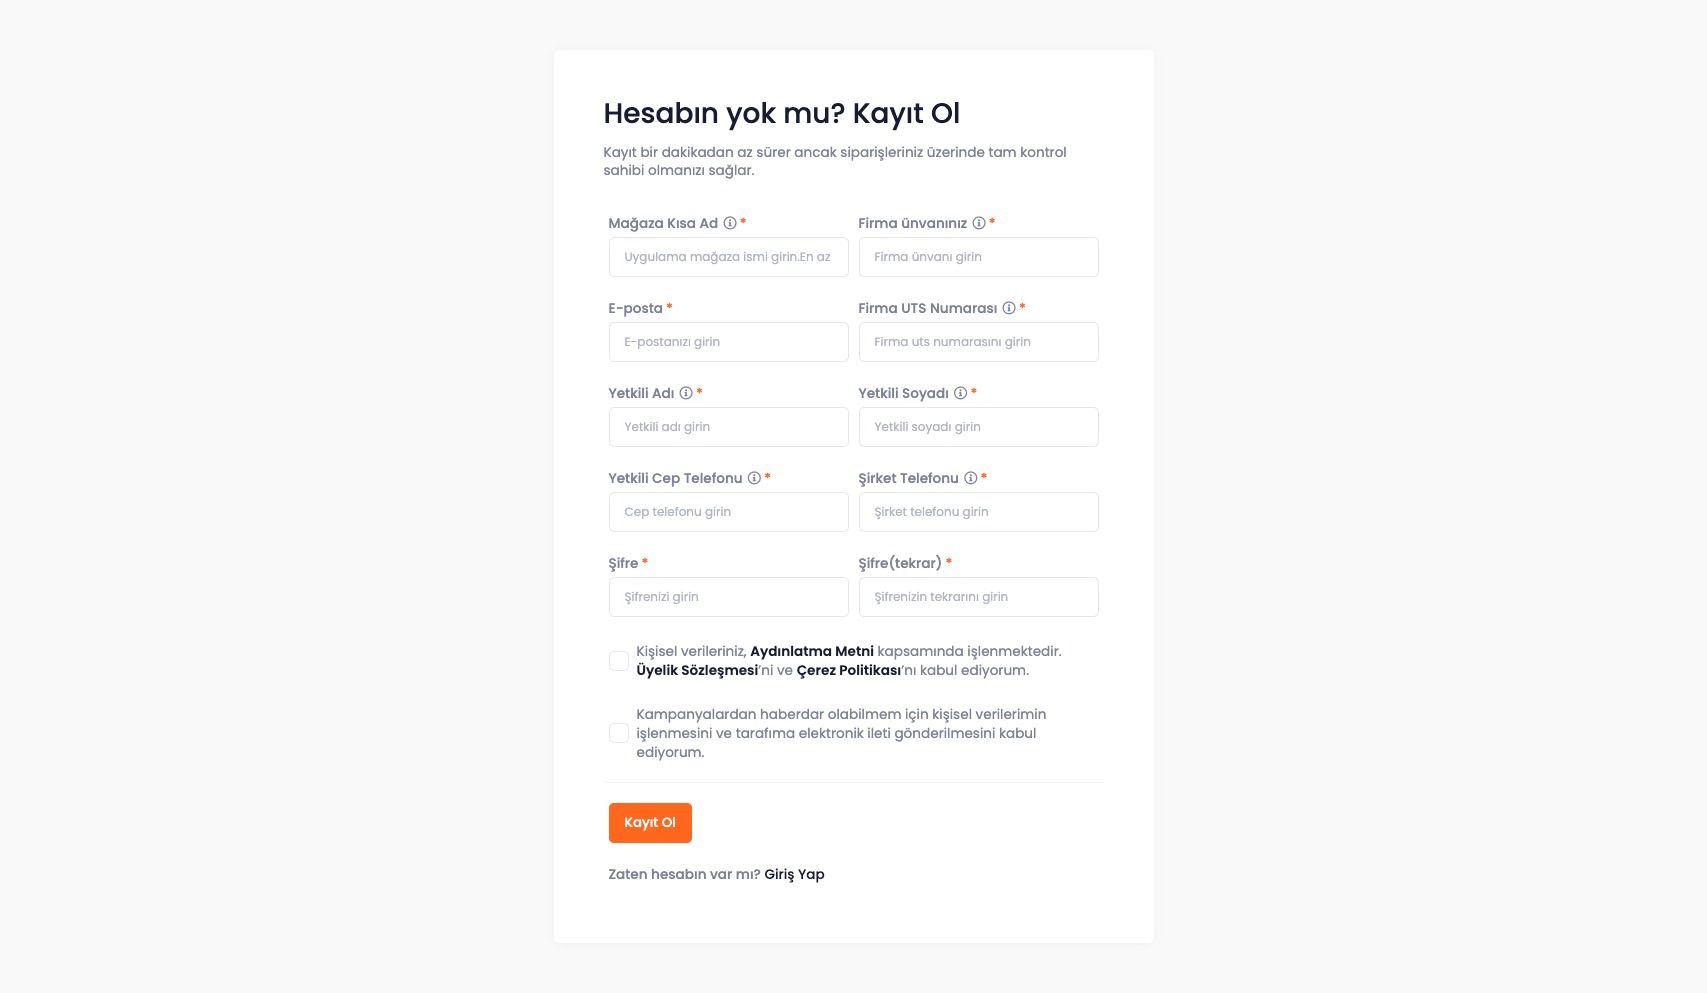 Hesabın yok mu? Kayıt Ol
Kayıt bir dakikadan az sürer ancak siparişleriniz üzerinde tam kontrol
sahibi olmanızı sağlar.
Mağaza Kısa Ad *
Firma ünvanınız *
Uygulama mağaza ismi girin.En az
Firma ünvanı girin
E-posta *
Firma UTS Numarası *
E-postanızı girin
Firma uts numarasını girin
Yetkili Adı *
Yetkili Soyadı *
Yetkili adı girin
Yetkili soyadı girin
Yetkili Cep Telefonu *
Şirket Telefonu *
Cep telefonu girin
Şirket telefonu girin
Şifre *
Şifre(tekrar) *
Şifrenizi girin
Şifrenizin tekrarını girin
Kişisel verileriniz, Aydınlatma Metni kapsamında işlenmektedir.
Üyelik Sözleşmesi’ni ve Çerez Politikası’nı kabul ediyorum.
Kampanyalardan haberdar olabilmem için kişisel verilerimin
işlenmesini ve tarafıma elektronik ileti gönderilmesini kabul
ediyorum.
Kayıt Ol
Zaten hesabın var mı? Giriş Yap